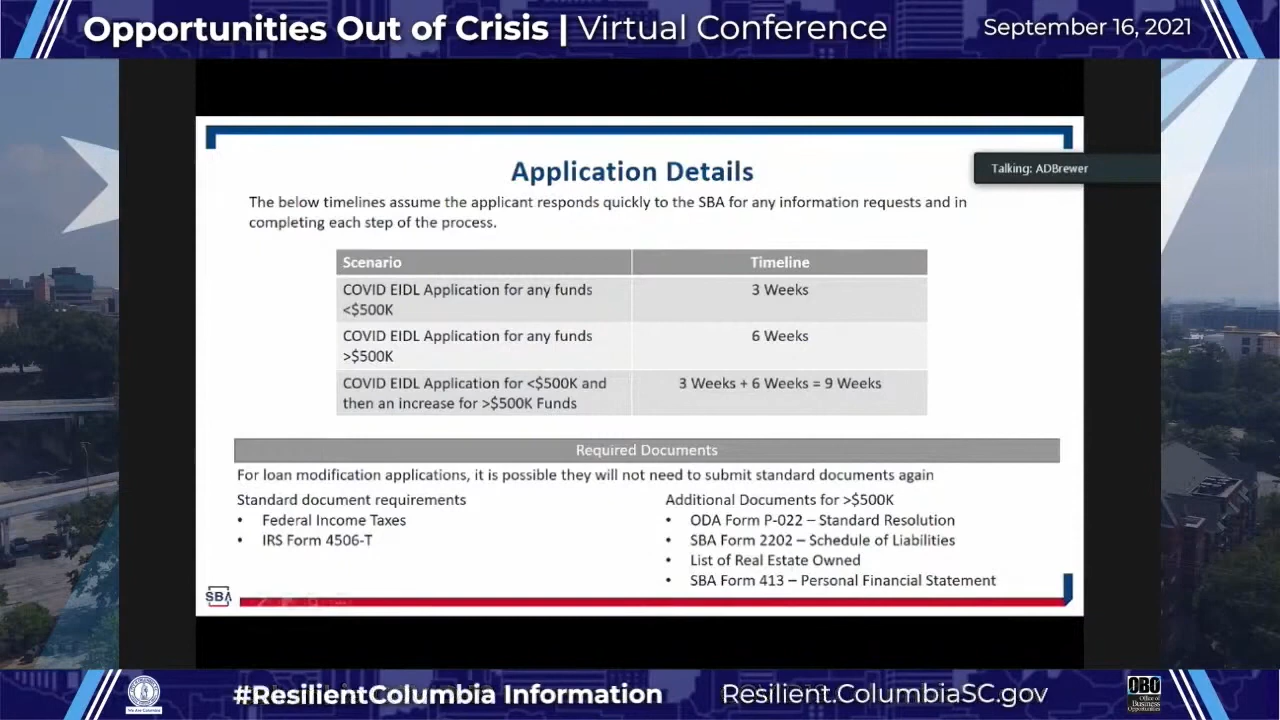 Opportunities Out of Crisis | Virtual Conference
September 16, 2021
Talking: ADBrewer
Application Details
The below timelines assume the applicant responds quickly to the SBA for any information requests and in
completing each step of the process.
Scenario Timeline
COVID EIDL Application for any funds 3 Weeks
<$500K
COVID EIDL Application for any funds 6 Weeks
>$500K
COVID EIDL Application for <$500K and 3 Weeks + 6 Weeks = 9 Weeks
then an increase for >$500K Funds
Required Documents
For loan modification applications, it is possible they will not need to submit standard documents again
Standard document requirements
• Federal Income Taxes
• IRS Form 4506-T
Additional Documents for >$500K
• ODA Form P-022 – Standard Resolution
• SBA Form 2202 – Schedule of Liabilities
• List of Real Estate Owned
• SBA Form 413 – Personal Financial Statement
SBA
We Are Columbia
#ResilientColumbia Information
Resilient.ColumbiaSC.gov
OBO
Office of
Business
Opportunities